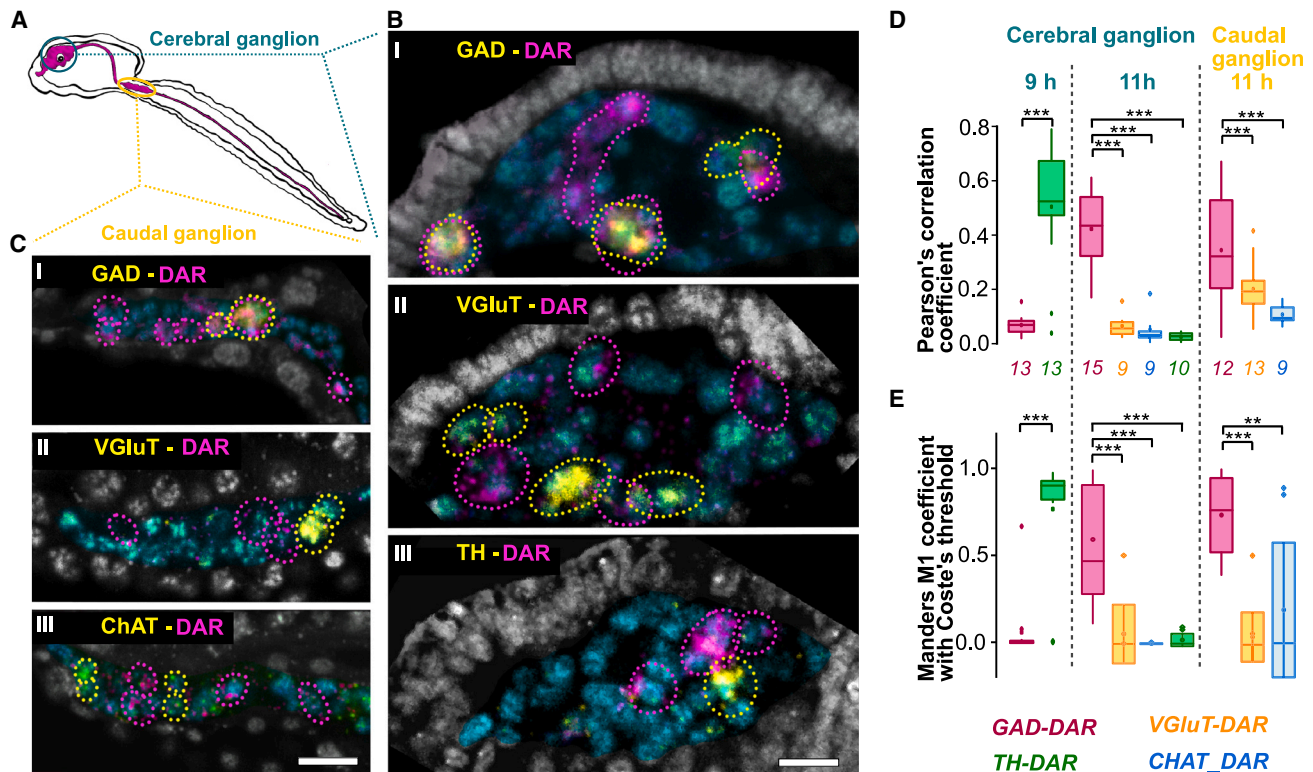 A
Cerebral ganglion
Caudal ganglion
B
I
GAD - DAR
II
VGluT - DAR
III
TH - DAR
C
I
GAD - DAR
II
VGluT - DAR
III
ChAT - DAR
D
Cerebral ganglion
Caudal
ganglion
9 h
11h
11 h
Pearson's correlation
coefficient
0.8
0.6
0.4
0.2
0.0
***
***
***
***
***
***
13
13
15
9
9
10
12
13
9
E
Manders M1 coefficient
with Coste's threshold
1.0
0.5
0.0
***
***
***
***
**
***
GAD-DAR
VGluT-DAR
TH-DAR
CHAT_DAR